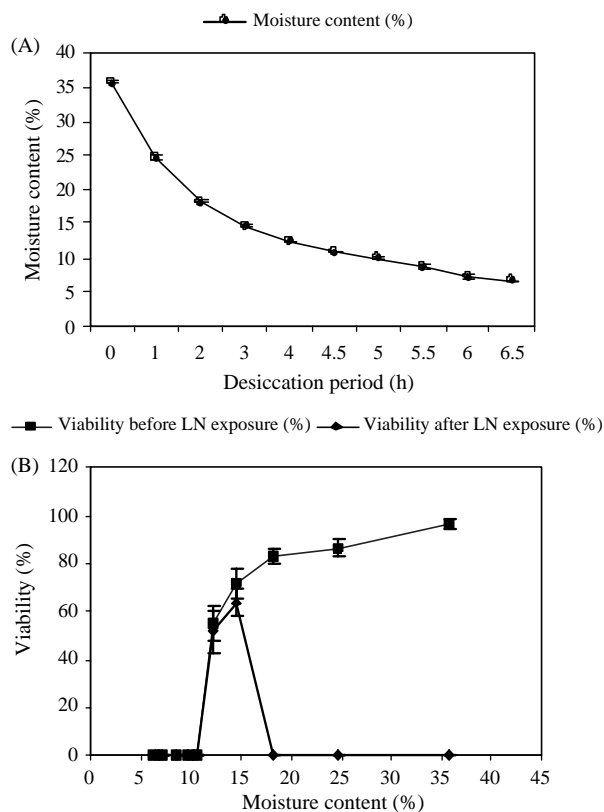 Moisture content (%)
(A)
40
35
30
25
20
15
10
5
0
Moisture content (%)
0 1 2 3 4 4.5 5 5.5 6 6.5
Desiccation period (h)
Viability before LN exposure (%) Viability after LN exposure (%)
(B)
120
100
80
60
40
20
0
Viability (%)
0 5 10 15 20 25 30 35 40 45
Moisture content (%)